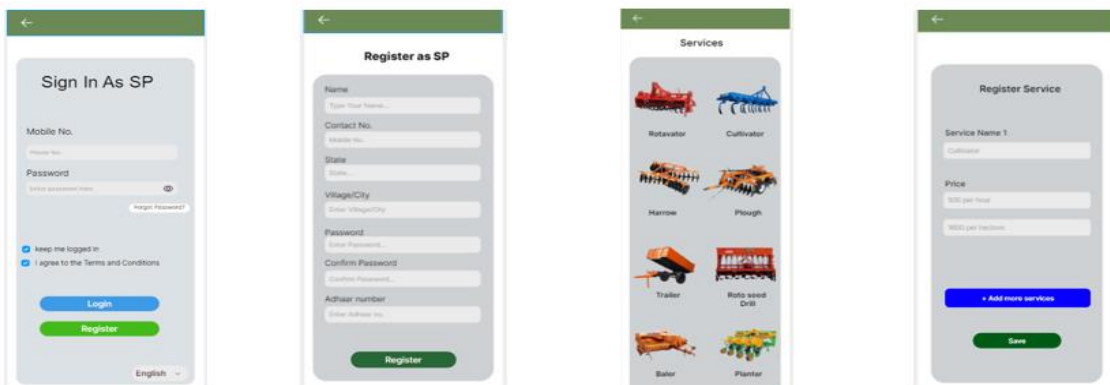 Sign In As SP
Mobile No.
Phone No.
Password
Enter password here
Forgot Password?
keep me logged in
I agree to the Terms and Conditions
Login
Register
English
Register as SP
Name
Type Your Name...
Contact No.
Mobile No.
State
State...
Village/City
Enter Village/City
Password
Enter Password...
Confirm Password
Confirm Password...
Adhaar number
Enter Adhaar no.
Register
Services
Rotavator Cultivator
Harrow Plough
Trailer Roto seed
Drill
Baler Planter
Register Service
Service Name 1
Cultivator
Price
500 per hour
per hectare
+ Add more services
Save